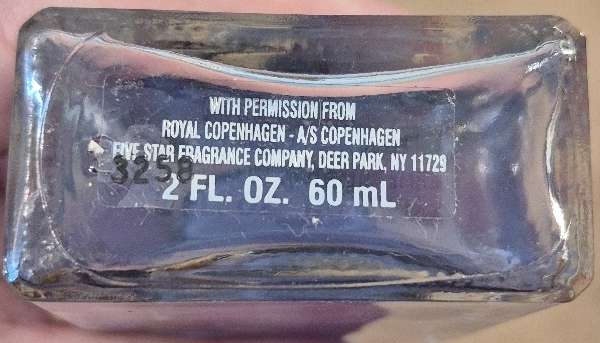 WITH PERMISSION FROM
ROYAL COPENHAGEN - A/S COPENHAGEN
FIVE STAR FRAGRANCE COMPANY, DEER PARK, NY 11729
3258
2 FL. OZ. 60 mL